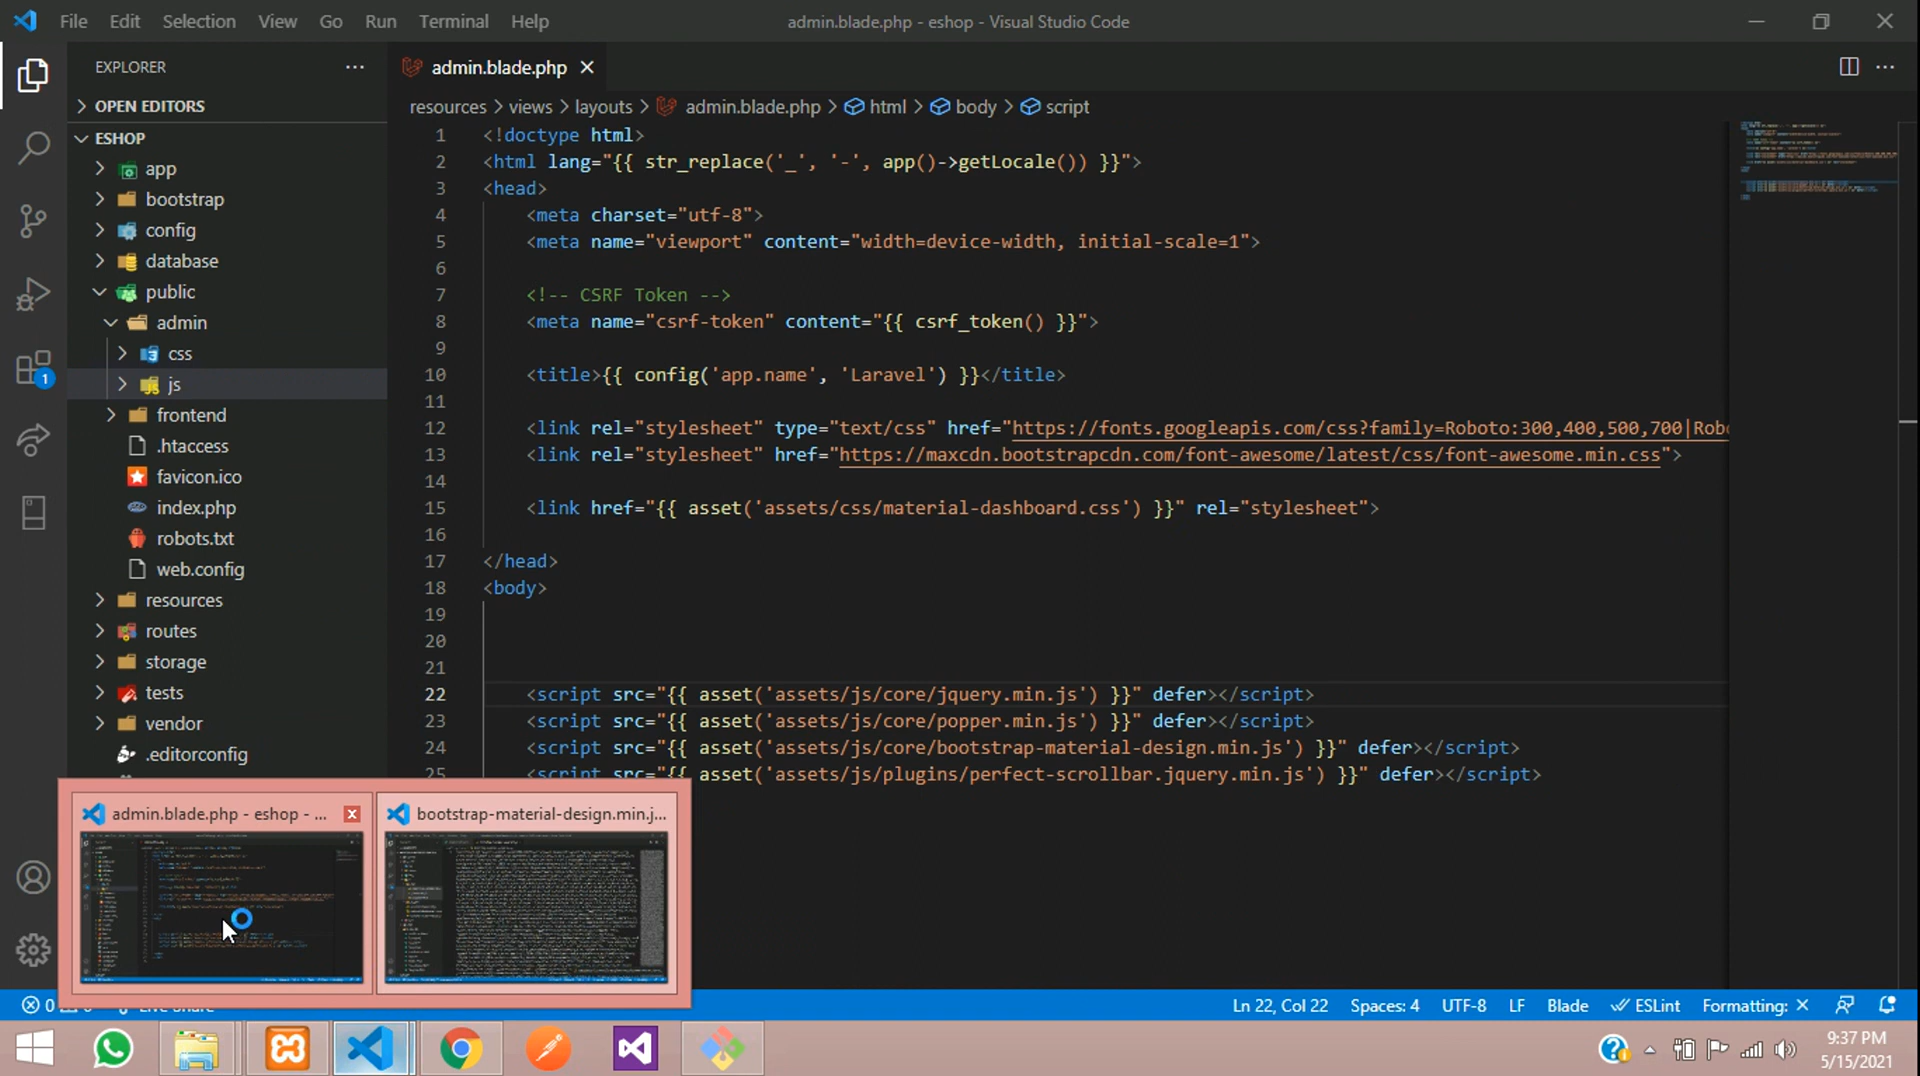 File Edit Selection View Go Run Terminal Help
admin.blade.php - eshop - Visual Studio Code
EXPLORER
OPEN EDITORS
ESHOP
app
bootstrap
config
database
public
admin
css
js
frontend
.htaccess
favicon.ico
index.php
robots.txt
web.config
resources
routes
storage
tests
vendor
.editorconfig
1
admin.blade.php
resources > views > layouts > admin.blade.php > html > body > script
1 <!doctype html>
2 <html lang="{{ str_replace('_', '-', app()->getLocale()) }}">
3 <head>
4 <meta charset="utf-8">
5 <meta name="viewport" content="width=device-width, initial-scale=1">
6
7 <!-- CSRF Token -->
8 <meta name="csrf-token" content="{{ csrf_token() }}">
9
10 <title>{{ config('app.name', 'Laravel') }}</title>
11
12 <link rel="stylesheet" type="text/css" href="https://fonts.googleapis.com/css?family=Roboto:300,400,500,700|Robo
13 <link rel="stylesheet" href="https://maxcdn.bootstrapcdn.com/font-awesome/latest/css/font-awesome.min.css">
14
15 <link href="{{ asset('assets/css/material-dashboard.css') }}" rel="stylesheet">
16
17 </head>
18 <body>
19
20
21
22 <script src="{{ asset('assets/js/core/jquery.min.js') }}" defer></script>
23 <script src="{{ asset('assets/js/core/popper.min.js') }}" defer></script>
24 <script src="{{ asset('assets/js/core/bootstrap-material-design.min.js') }}" defer></script>
25 <script src="{{ asset('assets/js/plugins/perfect-scrollbar.jquery.min.js') }}" defer></script>
admin.blade.php - eshop - ...
bootstrap-material-design.min.j...
0
Live Share
Ln 22, Col 22 Spaces: 4 UTF-8 LF Blade ESLint Formatting: ×
9:37 PM
5/15/2021